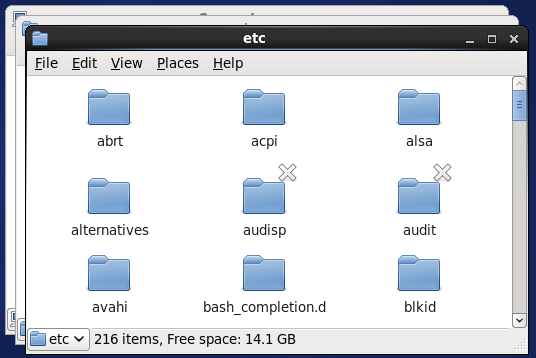 etc
File Edit View Places Help
abrt acpi alsa
alternatives audisp audit
avahi bash_completion.d blkid
etc 216 items, Free space: 14.1 GB